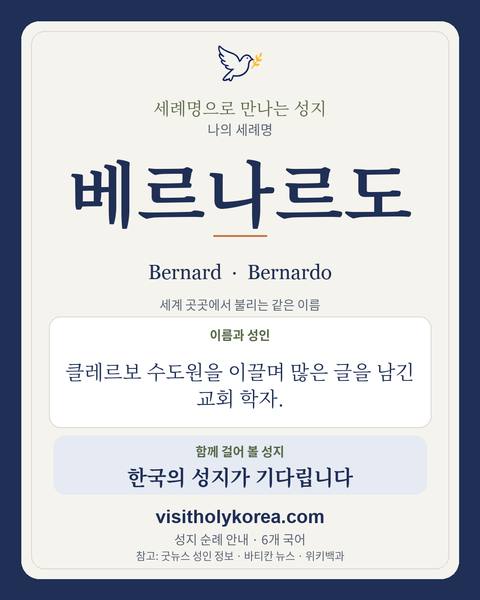 세례명으로 만나는 성지
나의 세례명
베르나르도
Bernard · Bernardo
세계 곳곳에서 불리는 같은 이름
이름과 성인
클레르보 수도원을 이끌며 많은 글을 남긴
교회 학자.
함께 걸어 볼 성지
한국의 성지가 기다립니다
visitholykorea.com
성지 순례 안내 · 6개 국어
참고: 굿뉴스 성인 정보 · 바티칸 뉴스 · 위키백과